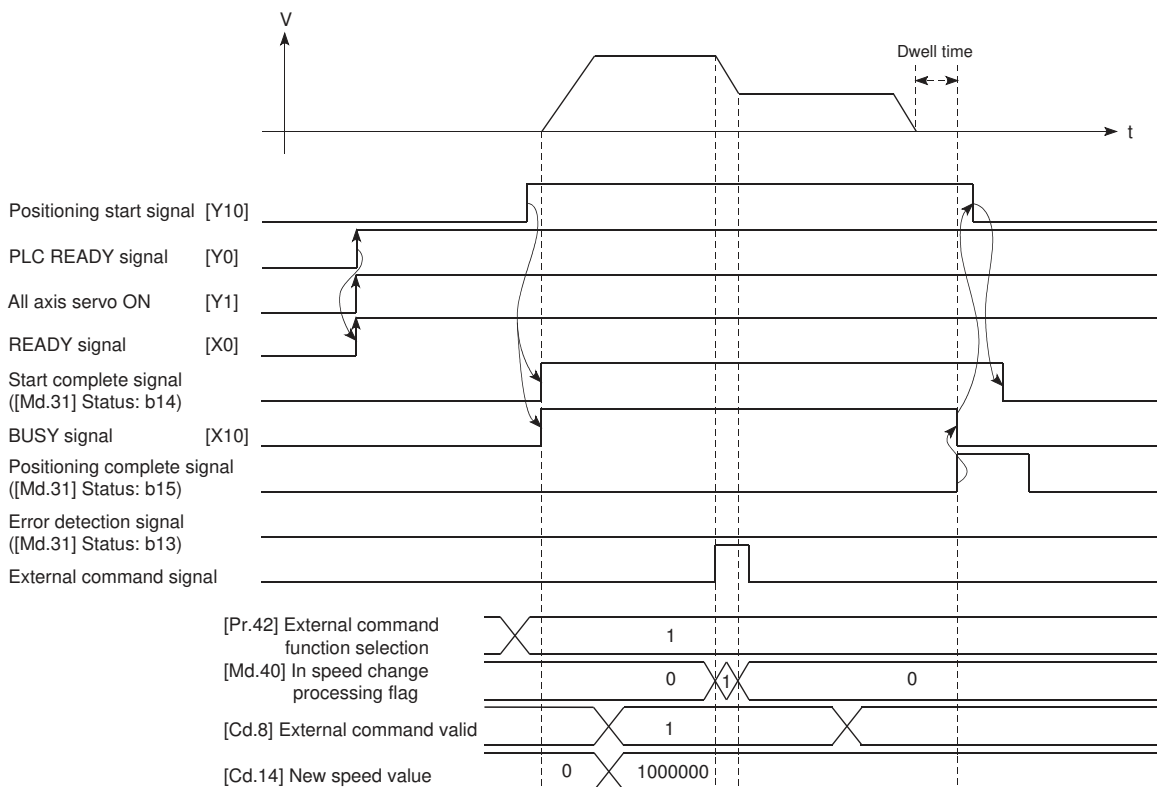 V
Dwell time
t
Positioning start signal [Y10]
PLC READY signal [Y0]
All axis servo ON [Y1]
READY signal [X0]
Start complete signal
([Md.31] Status: b14)
BUSY signal [X10]
Positioning complete signal
([Md.31] Status: b15)
Error detection signal
([Md.31] Status: b13)
External command signal
[Pr.42] External command
function selection
1
[Md.40] In speed change
processing flag
0 1 0
[Cd.8] External command valid 1
[Cd.14] New speed value 0 1000000